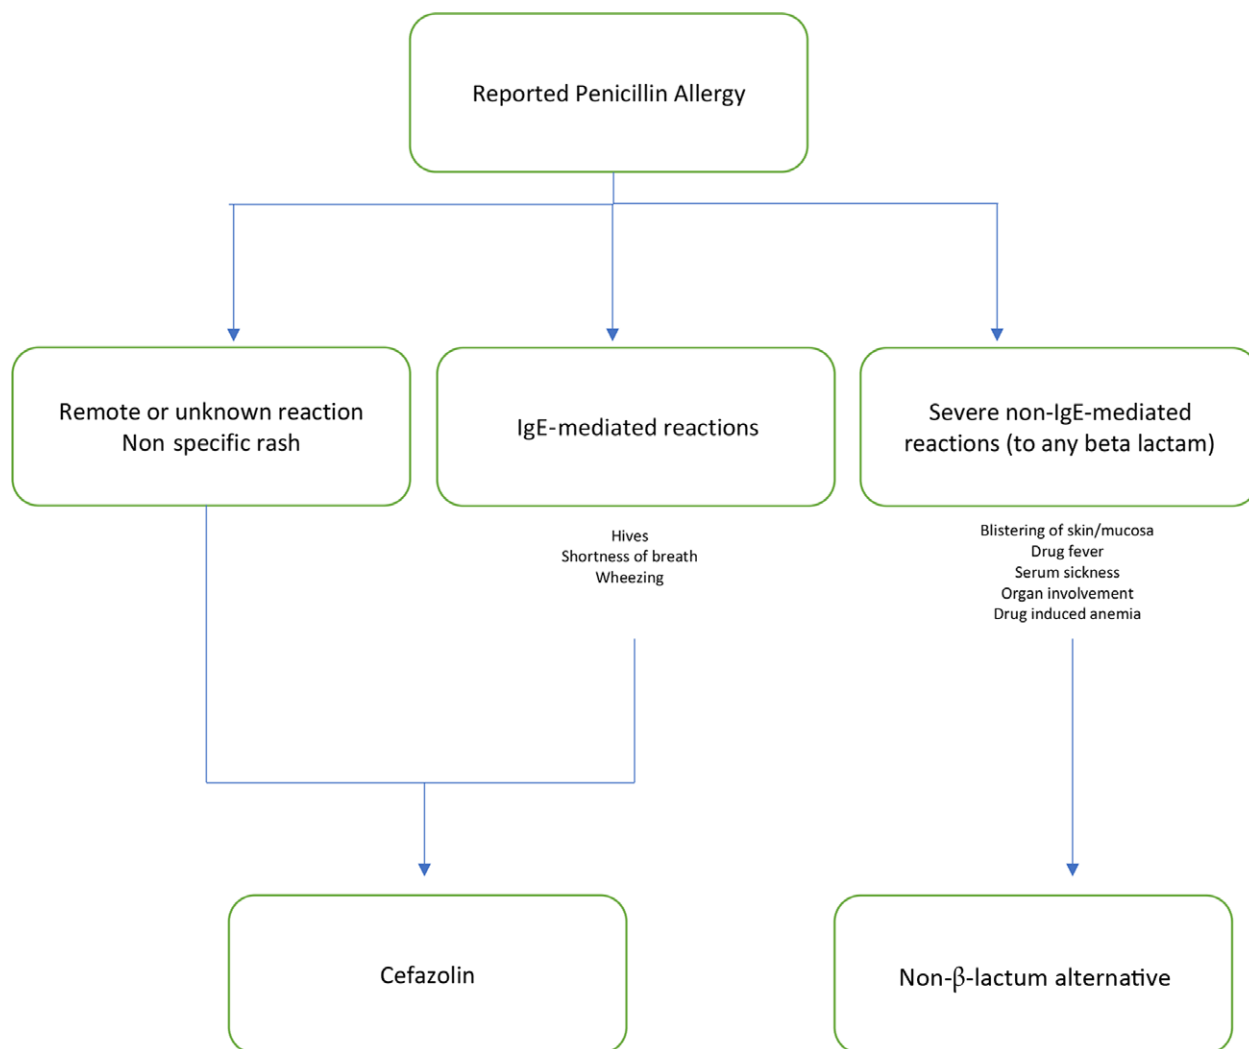 Reported Penicillin Allergy
Remote or unknown reaction
Non specific rash
IgE-mediated reactions
Severe non-IgE-mediated
reactions (to any beta lactam)
Hives
Shortness of breath
Wheezing
Blistering of skin/mucosa
Drug fever
Serum sickness
Organ involvement
Drug induced anemia
Cefazolin
Non-β-lactum alternative